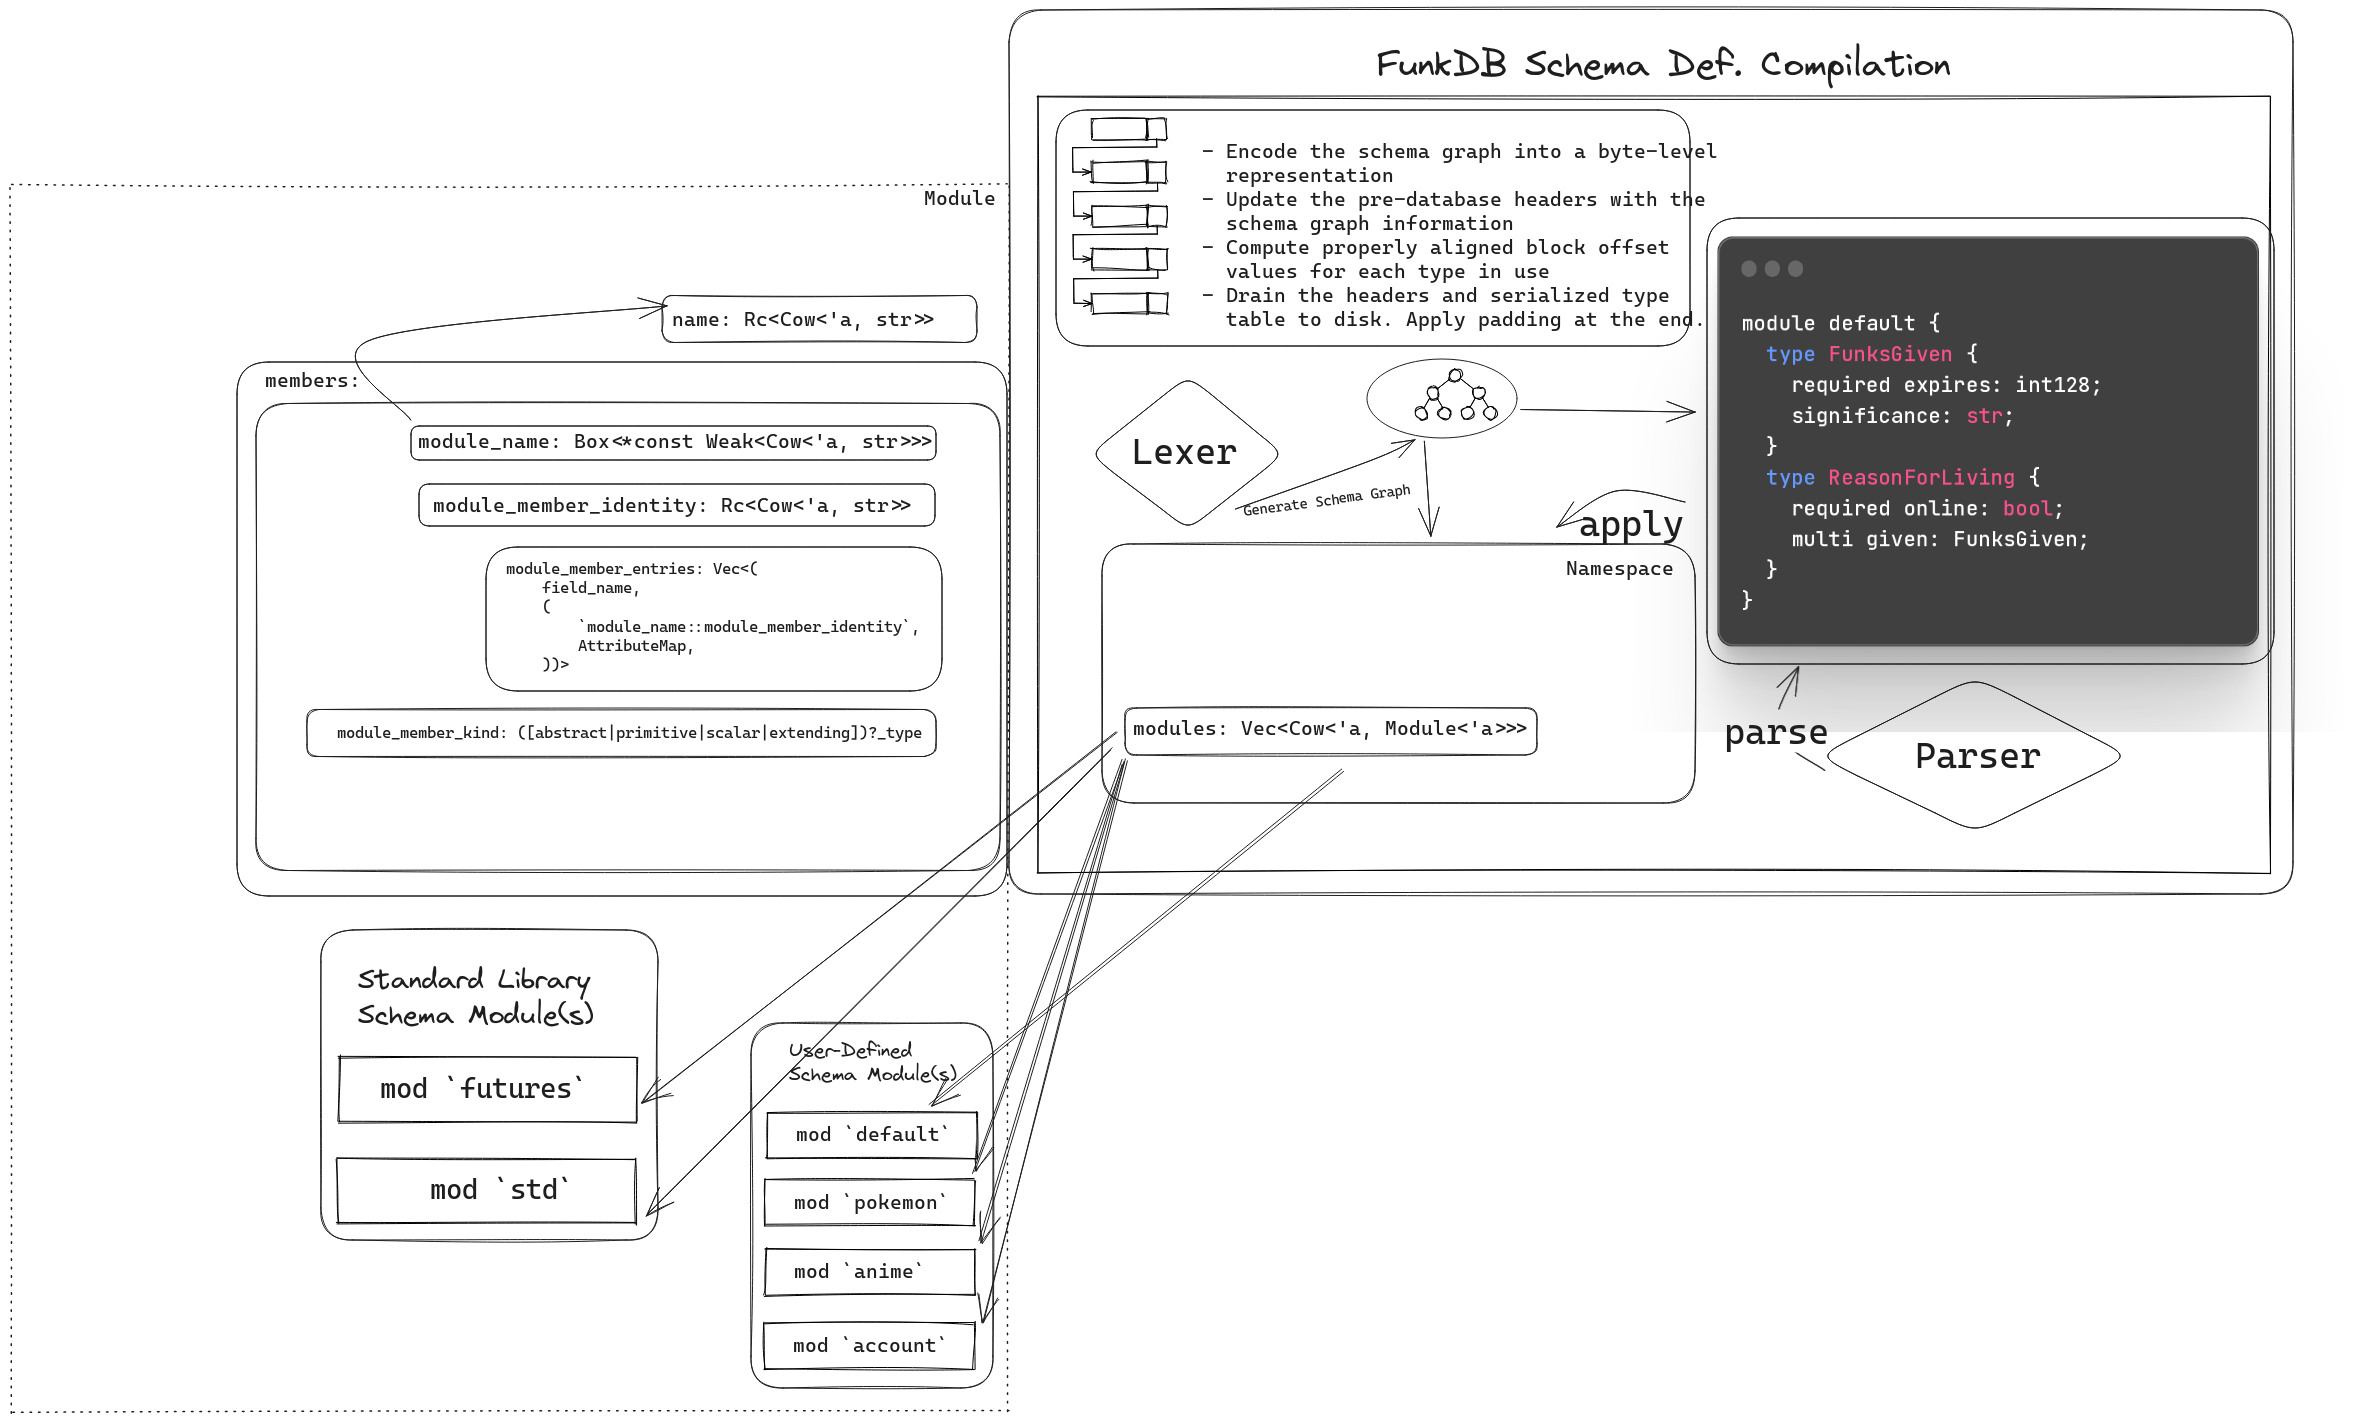 FunkDB Schema Def. Compilation
- Encode the schema graph into a byte-level
representation
- Update the pre-database headers with the
schema graph information
- Compute properly aligned block offset
values for each type in use
- Drain the headers and serialized type
table to disk. Apply padding at the end.
Module
name: Rc<Cow<'a, str>>
members:
module_name: Box<*const Weak<Cow<'a, str>>>
module_member_identity: Rc<Cow<'a, str>>
module_member_entries: Vec<(
field_name,
(
`module_name::module_member_identity`,
AttributeMap,
))>
module_member_kind: ([abstract|primitive|scalar|extending])?_type
Lexer
Generate Schema Graph
apply
module default {
type FunksGiven {
required expires: int128;
significance: str;
}
type ReasonForLiving {
required online: bool;
multi given: FunksGiven;
}
}
Namespace
modules: Vec<Cow<'a, Module<'a>>>
parse
Parser
Standard Library
Schema Module(s)
mod `futures`
mod `std`
User-Defined
Schema Module(s)
mod `default`
mod `pokemon`
mod `anime`
mod `account`